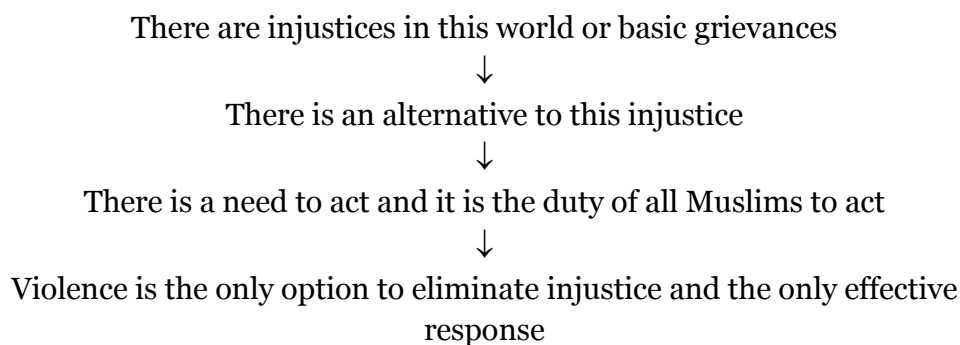 There are injustices in this world or basic grievances
↓
There is an alternative to this injustice
↓
There is a need to act and it is the duty of all Muslims to act
↓
Violence is the only option to eliminate injustice and the only effective
response